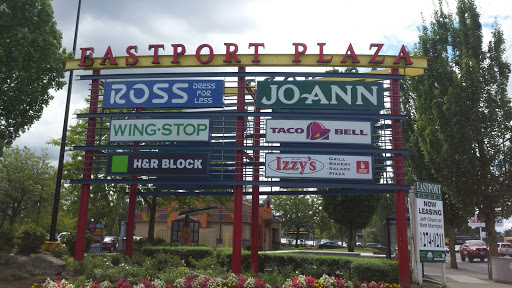 EASTPORT PLAZA
ROSS DRESS FOR LESS
JO-ANN
WING-STOP
TACO BELL
H&R BLOCK
Izzy's
GRILL
BAKERY
SALADS
PIZZA
EASTPORT
NOW
LEASING